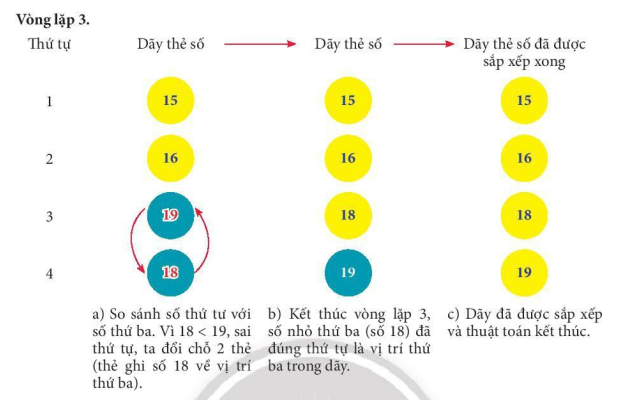 Vòng lặp 3.
Thứ tự Dãy thẻ số Dãy thẻ số Dãy thẻ số đã được
sắp xếp xong
1 15 15 15
2 16 16 16
3 19 18 18
4 18 19 19
a) So sánh số thứ tư với
số thứ ba. Vì 18 < 19, sai
thứ tự, ta đổi chỗ 2 thẻ
(thẻ ghi số 18 về vị trí
thứ ba).
b) Kết thúc vòng lặp 3,
số nhỏ thứ ba (số 18) đã
đúng thứ tự là vị trí thứ
ba trong dãy.
c) Dãy đã được sắp xếp
và thuật toán kết thúc.